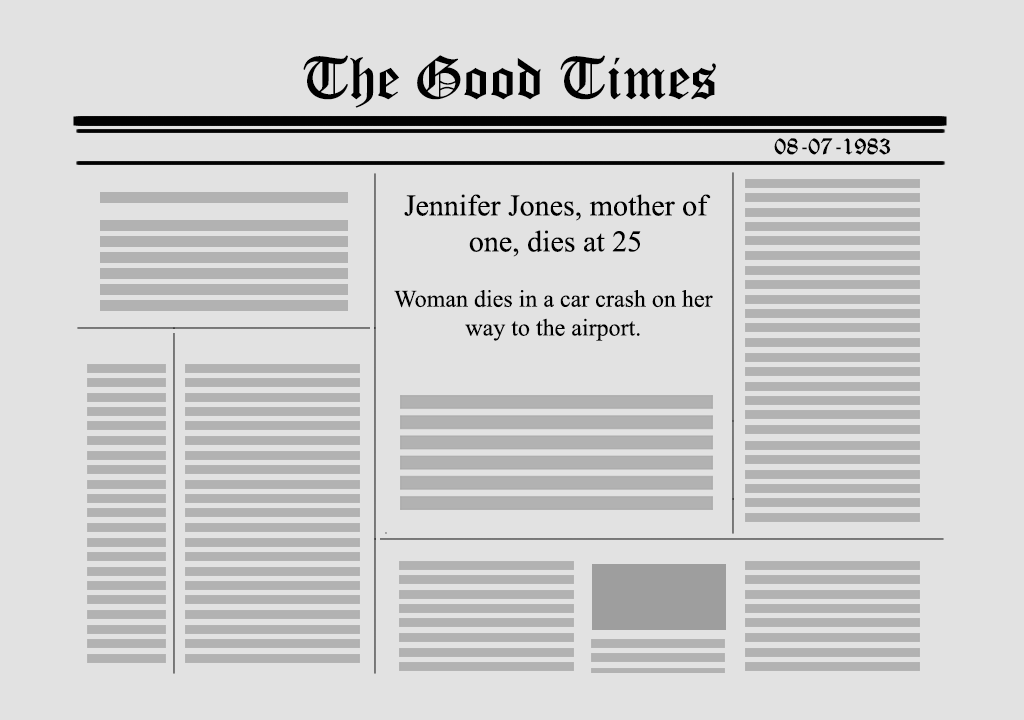 The Good Times
08-07-1983
Jennifer Jones, mother of
one, dies at 25
Woman dies in a car crash on her
way to the airport.